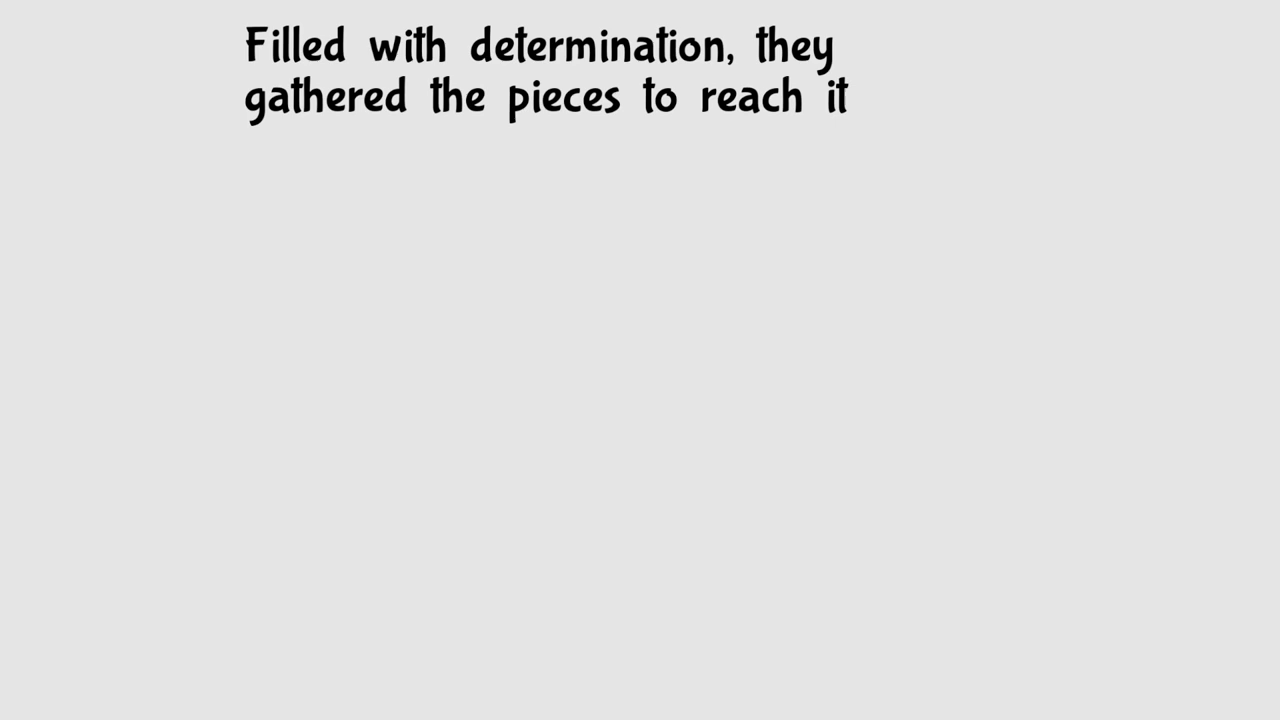 Filled with determination, they
gathered the pieces to reach it